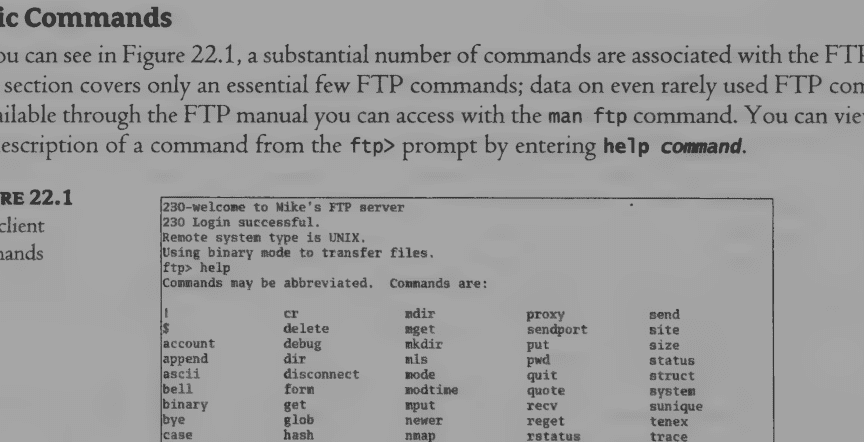 ic Commands
ou can see in Figure 22.1, a substantial number of commands are associated with the FTP
section covers only an essential few FTP commands; data on even rarely used FTP com
ailable through the FTP manual you can access with the man ftp command. You can vie
escription of a command from the ftp> prompt by entering help command.
RE 22.1
client
mands
230-welcome to Mike's FTP server
230 Login successful.
Remote system type is UNIX.
Using binary mode to transfer files.
ftp> help
Commands may be abbreviated. Commands are:
! cr mdir proxy send
$ delete mget sendport site
account debug mkdir put size
append dir mls pwd status
ascii disconnect mode quit struct
bell form modtime quote system
binary get mput recv sunique
bye glob newer reget tenex
case hash nmap rstatus trace